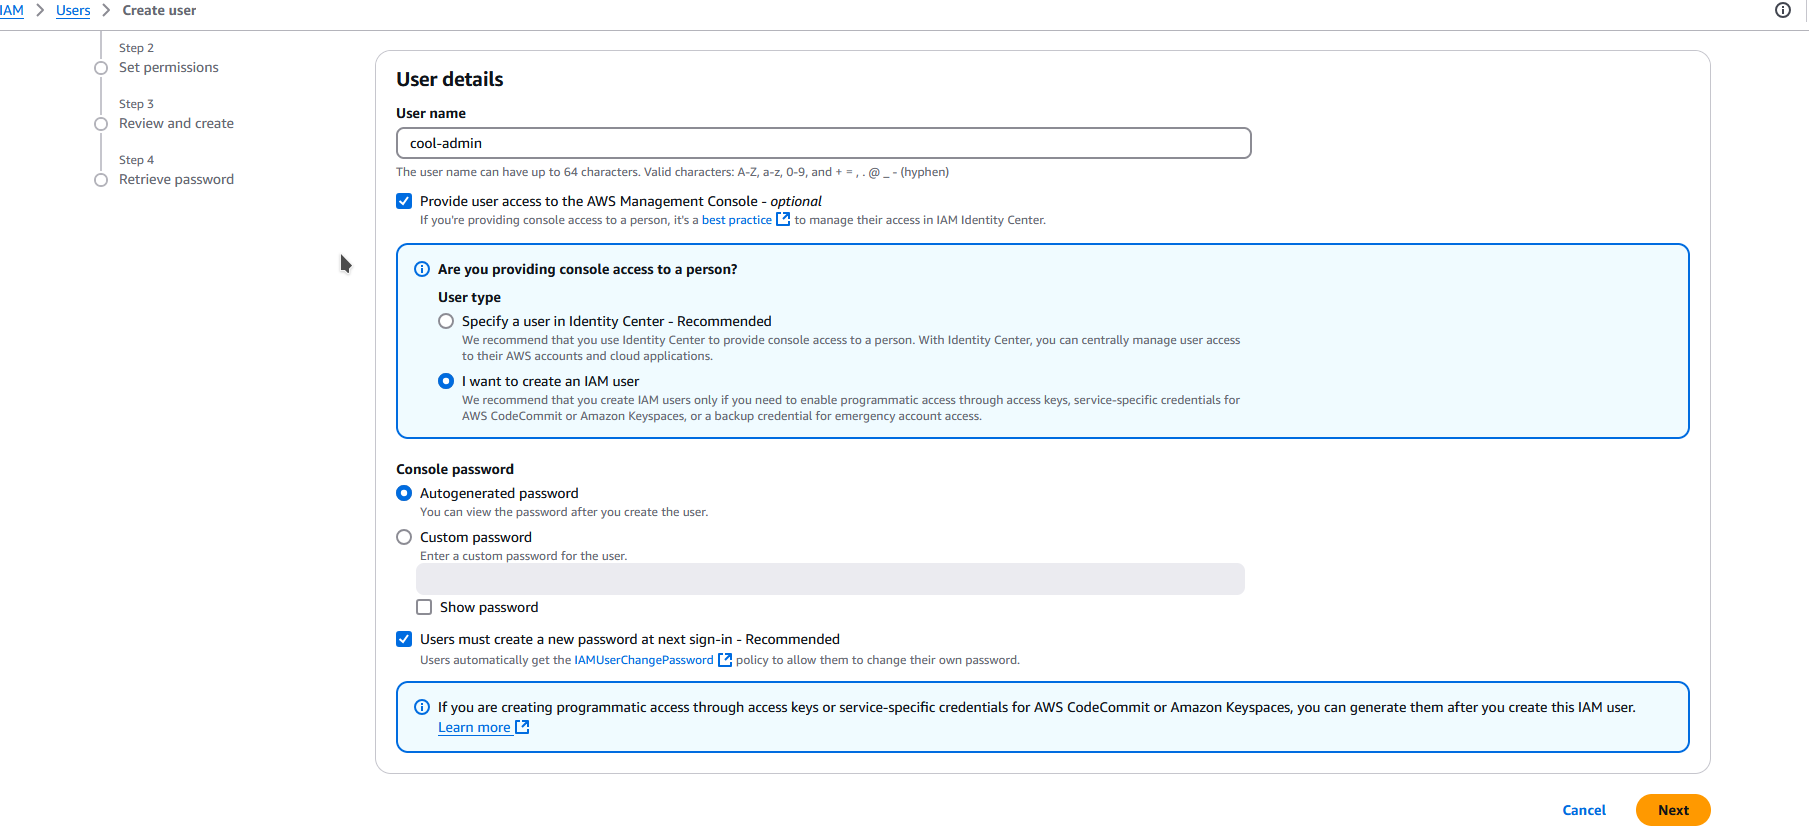 IAM > Users > Create user
Step 2
Set permissions
Step 3
Review and create
Step 4
Retrieve password
User details
User name
cool-admin
The user name can have up to 64 characters. Valid characters: A-Z, a-z, 0-9, and + = , . @ _ - (hyphen)
Provide user access to the AWS Management Console - optional
If you're providing console access to a person, it's a best practice to manage their access in IAM Identity Center.
Are you providing console access to a person?
User type
Specify a user in Identity Center - Recommended
We recommend that you use Identity Center to provide console access to a person. With Identity Center, you can centrally manage user access
to their AWS accounts and cloud applications.
I want to create an IAM user
We recommend that you create IAM users only if you need to enable programmatic access through access keys, service-specific credentials for
AWS CodeCommit or Amazon Keyspaces, or a backup credential for emergency account access.
Console password
Autogenerated password
You can view the password after you create the user.
Custom password
Enter a custom password for the user.
Show password
Users must create a new password at next sign-in - Recommended
Users automatically get the IAMUserChangePassword policy to allow them to change their own password.
If you are creating programmatic access through access keys or service-specific credentials for AWS CodeCommit or Amazon Keyspaces, you can generate them after you create this IAM user.
Learn more
Cancel
Next